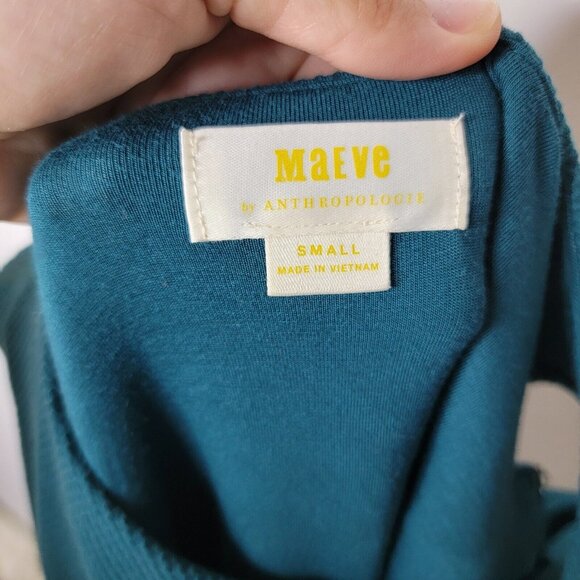 MaEve
by ANTHROPOLOGIE
SMALL
MADE IN VIETNAM